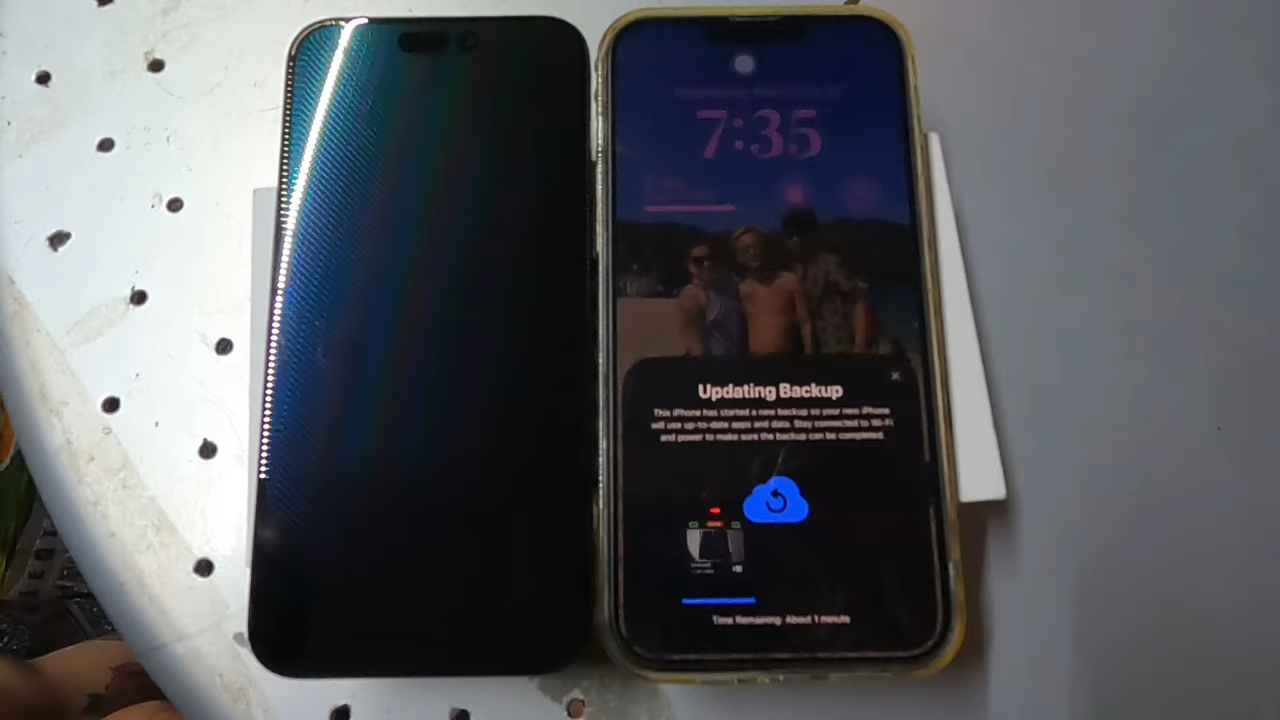 7:35
Updating Backup
This iPhone has started a new backup so your new iPhone
will use up-to-date apps and data. Stay connected to Wi-Fi
and power to make sure the backup can be completed.
Time Remaining: About 1 minute